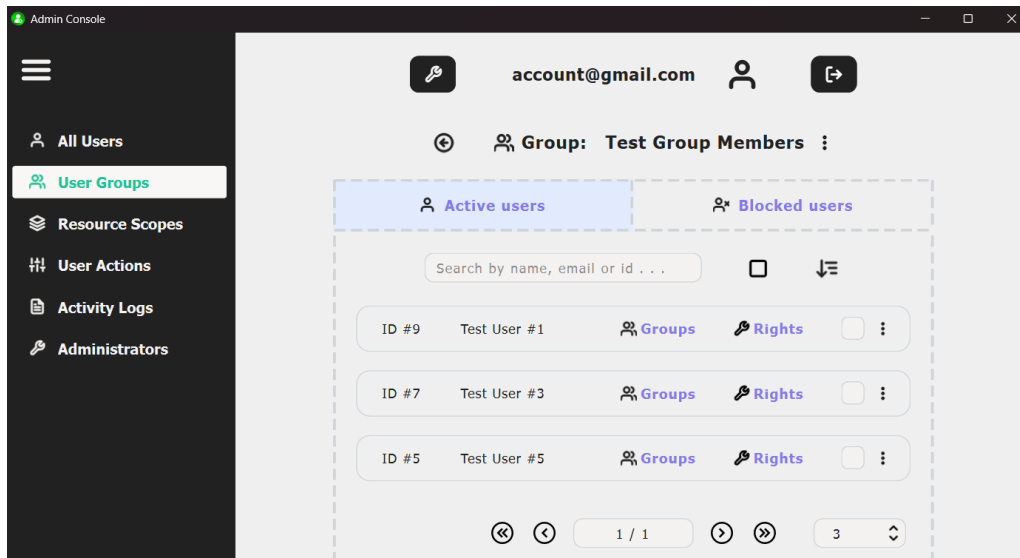 Admin Console
account@gmail.com
All Users
User Groups
Resource Scopes
User Actions
Activity Logs
Administrators
Group: Test Group Members
Active users
Blocked users
Search by name, email or id . . .
ID #9 Test User #1 Groups Rights
ID #7 Test User #3 Groups Rights
ID #5 Test User #5 Groups Rights
1 / 1
3